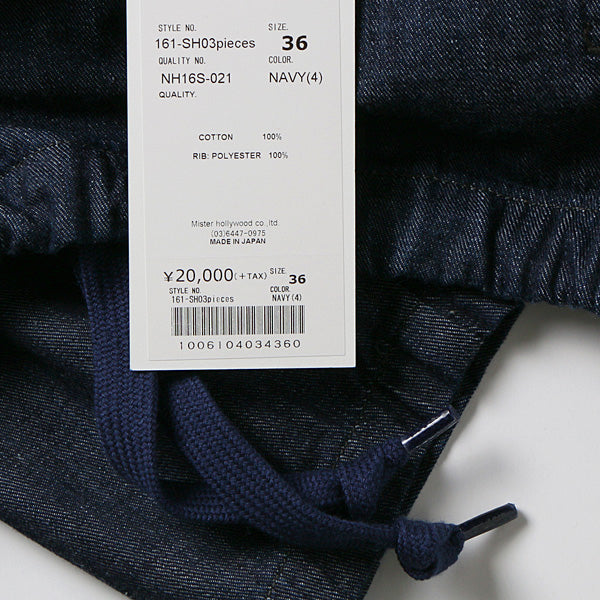 STYLE NO. SIZE.
161-SH03pieces 36
QUALITY NO. COLOR.
NH16S-021 NAVY(4)
QUALITY.
COTTON 100%
RIB: POLYESTER 100%
Mister hollywood co.,ltd.
(03)6447-0975
MADE IN JAPAN
¥20,000(+TAX) SIZE 36
STYLE NO. COLOR
161-SH03pieces NAVY(4)
1006104034360